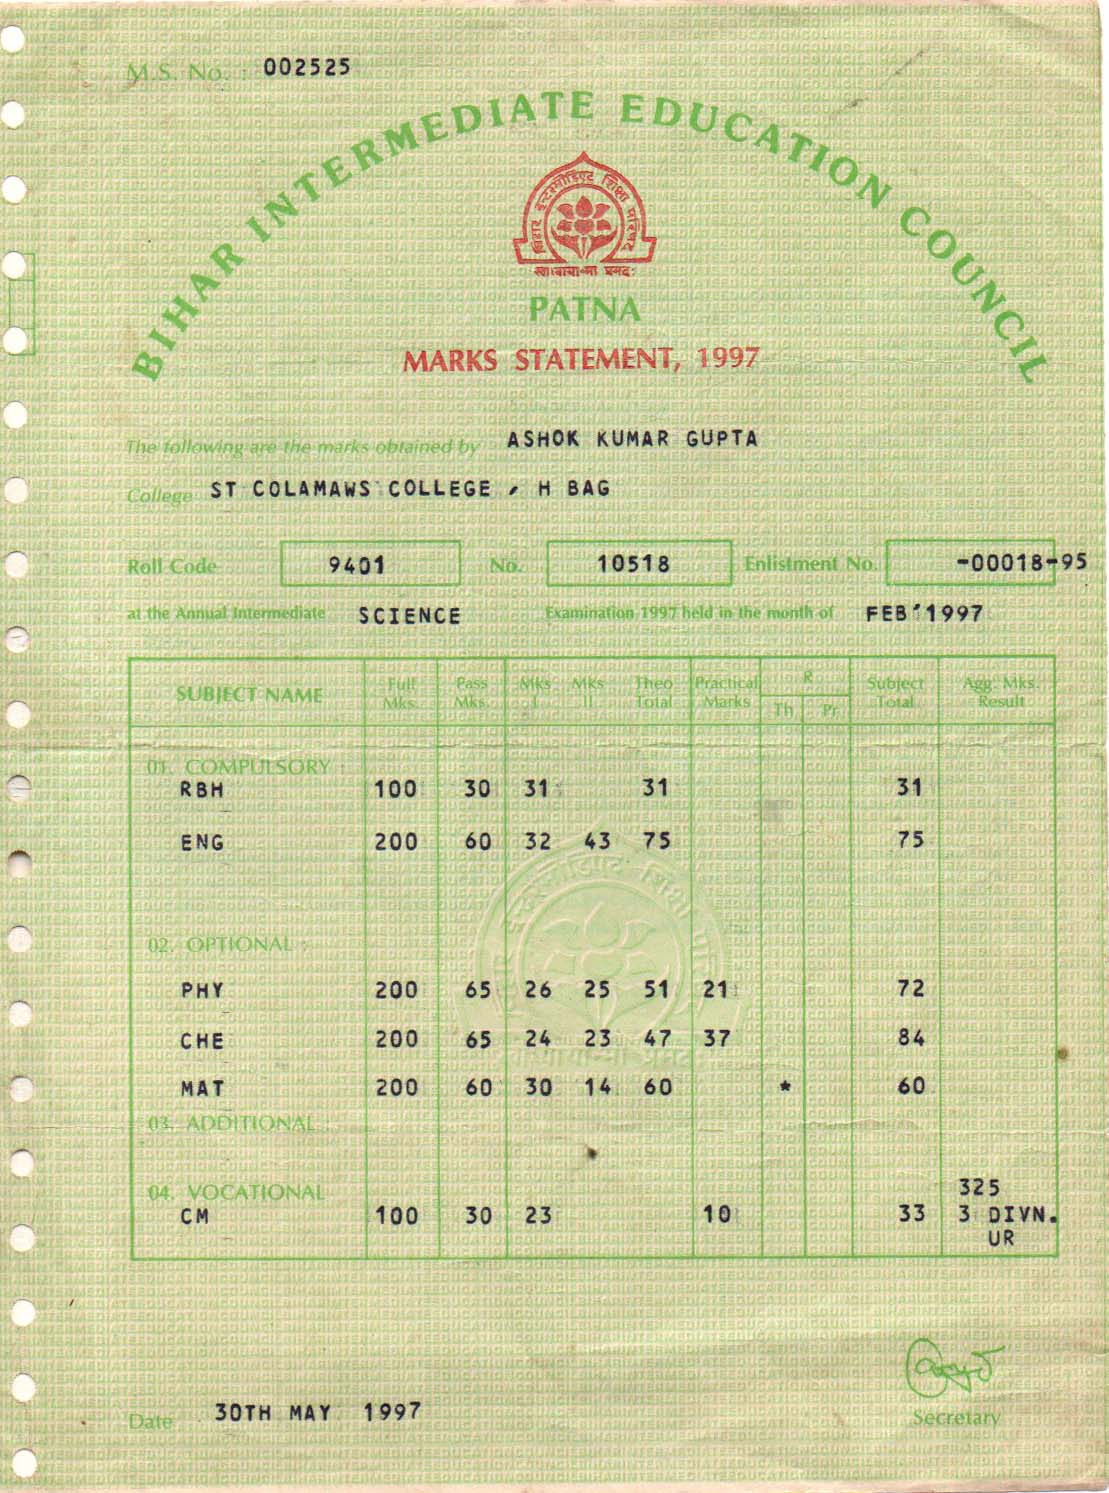 M.S. No. : 002525
BIHAR INTERMEDIATE EDUCATION COUNCIL
बिहार इन्टरमीडिएट शिक्षा परिषद
PATNA
MARKS STATEMENT, 1997
The following are the marks obtained by ASHOK KUMAR GUPTA
College ST COLAMAWS COLLEGE , H BAG
Roll Code 9401 No. 10518 Enlistment No. -00018-95
at the Annual Intermediate SCIENCE Examination 1997 held in the month of FEB'1997
SUBJECT NAME Full Mks. Pass Mks. Mks I Mks II Theo Total Practical Marks R Th Pr Subject Total Agg. Mks. Result
01. COMPULSORY :
RBH 100 30 31 31 31
ENG 200 60 32 43 75 75
02. OPTIONAL :
PHY 200 65 26 25 51 21 72
CHE 200 65 24 23 47 37 84
MAT 200 60 30 14 60 * 60
03. ADDITIONAL :
04. VOCATIONAL 325
CM 100 30 23 10 33 3 DIVN.
UR
Date 30TH MAY 1997
Secretary